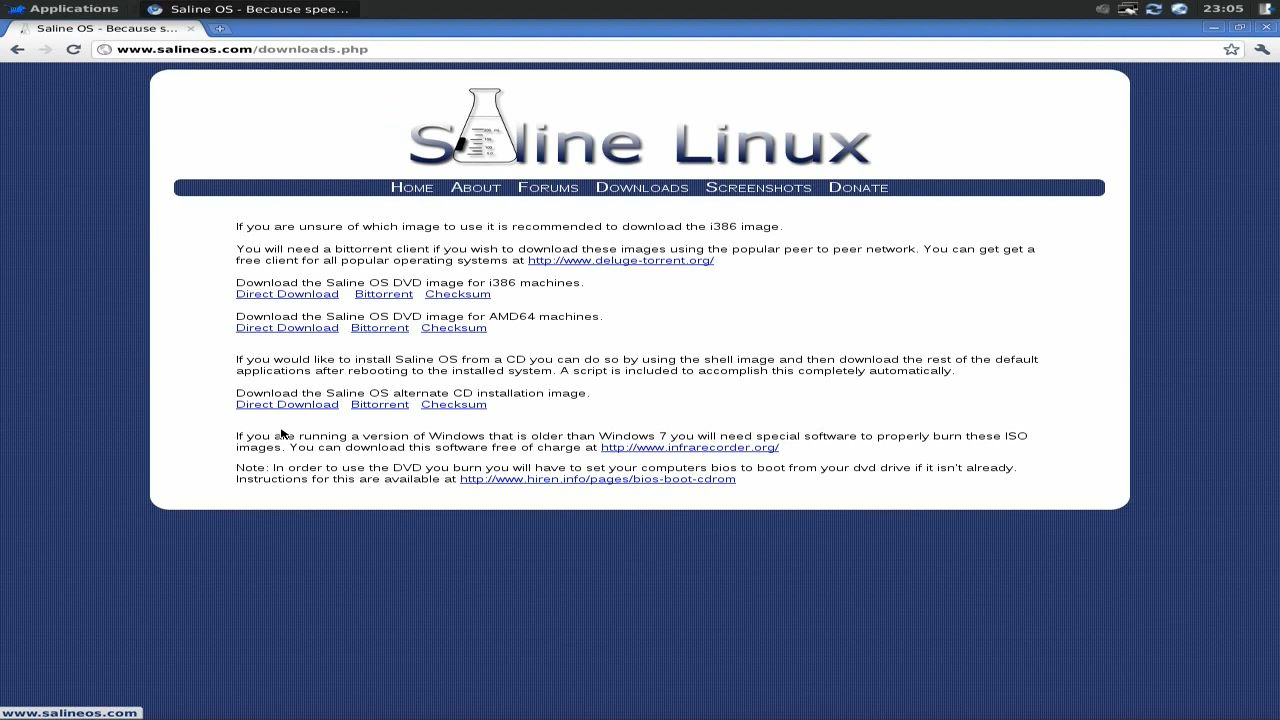 Applications
Saline OS - Because spee...
23:05
Saline OS - Because s...
www.salineos.com/downloads.php
Saline Linux
Home About Forums Downloads Screenshots Donate
If you are unsure of which image to use it is recommended to download the i386 image.
You will need a bittorrent client if you wish to download these images using the popular peer to peer network. You can get get a
free client for all popular operating systems at http://www.deluge-torrent.org/
Download the Saline OS DVD image for i386 machines.
Direct Download Bittorrent Checksum
Download the Saline OS DVD image for AMD64 machines.
Direct Download Bittorrent Checksum
If you would like to install Saline OS from a CD you can do so by using the shell image and then download the rest of the default
applications after rebooting to the installed system. A script is included to accomplish this completely automatically.
Download the Saline OS alternate CD installation image.
Direct Download Bittorrent Checksum
If you are running a version of Windows that is older than Windows 7 you will need special software to properly burn these ISO
images. You can download this software free of charge at http://www.infrarecorder.org/
Note: In order to use the DVD you burn you will have to set your computers bios to boot from your dvd drive if it isn't already.
Instructions for this are available at http://www.hiren.info/pages/bios-boot-cdrom
www.salineos.com